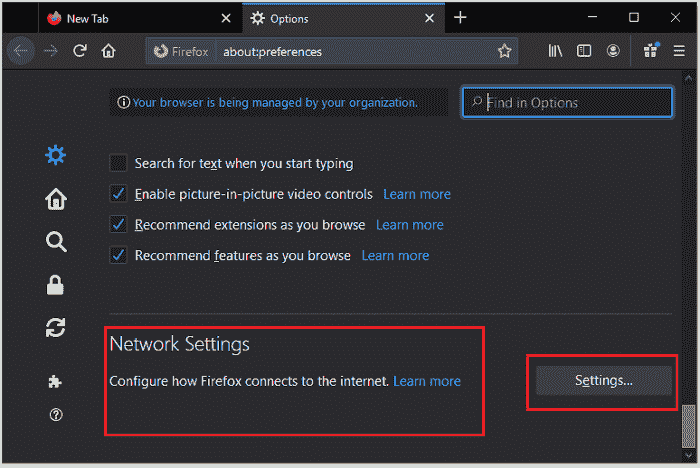 New Tab
Options
Firefox
about:preferences
Your browser is being managed by your organization.
Find in Options
Search for text when you start typing
Enable picture-in-picture video controls Learn more
Recommend extensions as you browse Learn more
Recommend features as you browse Learn more
Network Settings
Configure how Firefox connects to the internet. Learn more
Settings...